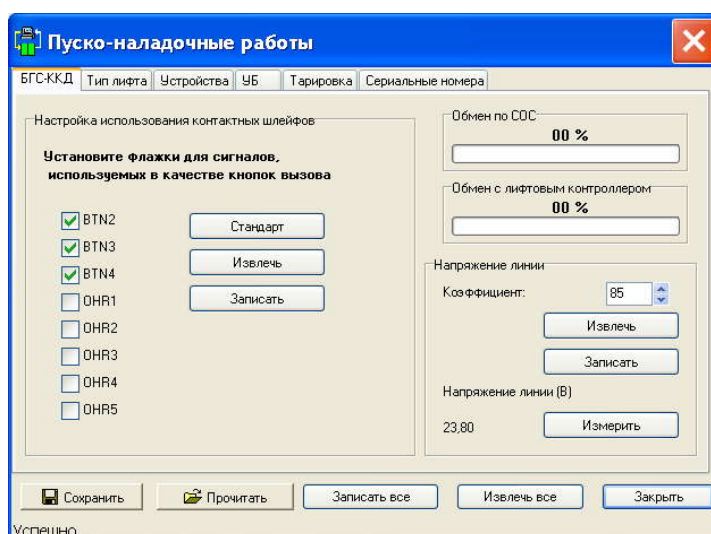 Пуско-наладочные работы
БГС-ККД Тип лифта Устройства УБ Тарировка Сериальные номера
Настройка использования контактных шлейфов
Установите флажки для сигналов,
используемых в качестве кнопок вызова
BTN2
BTN3
BTN4
OHR1
OHR2
OHR3
OHR4
OHR5
Стандарт
Извлечь
Записать
Обмен по СОС
00 %
Обмен с лифтовым контроллером
00 %
Напряжение линии
Коэффициент: 85
Извлечь
Записать
Напряжение линии (В)
23,80 Измерить
Сохранить Прочитать Записать все Извлечь все Закрыть
Успешно